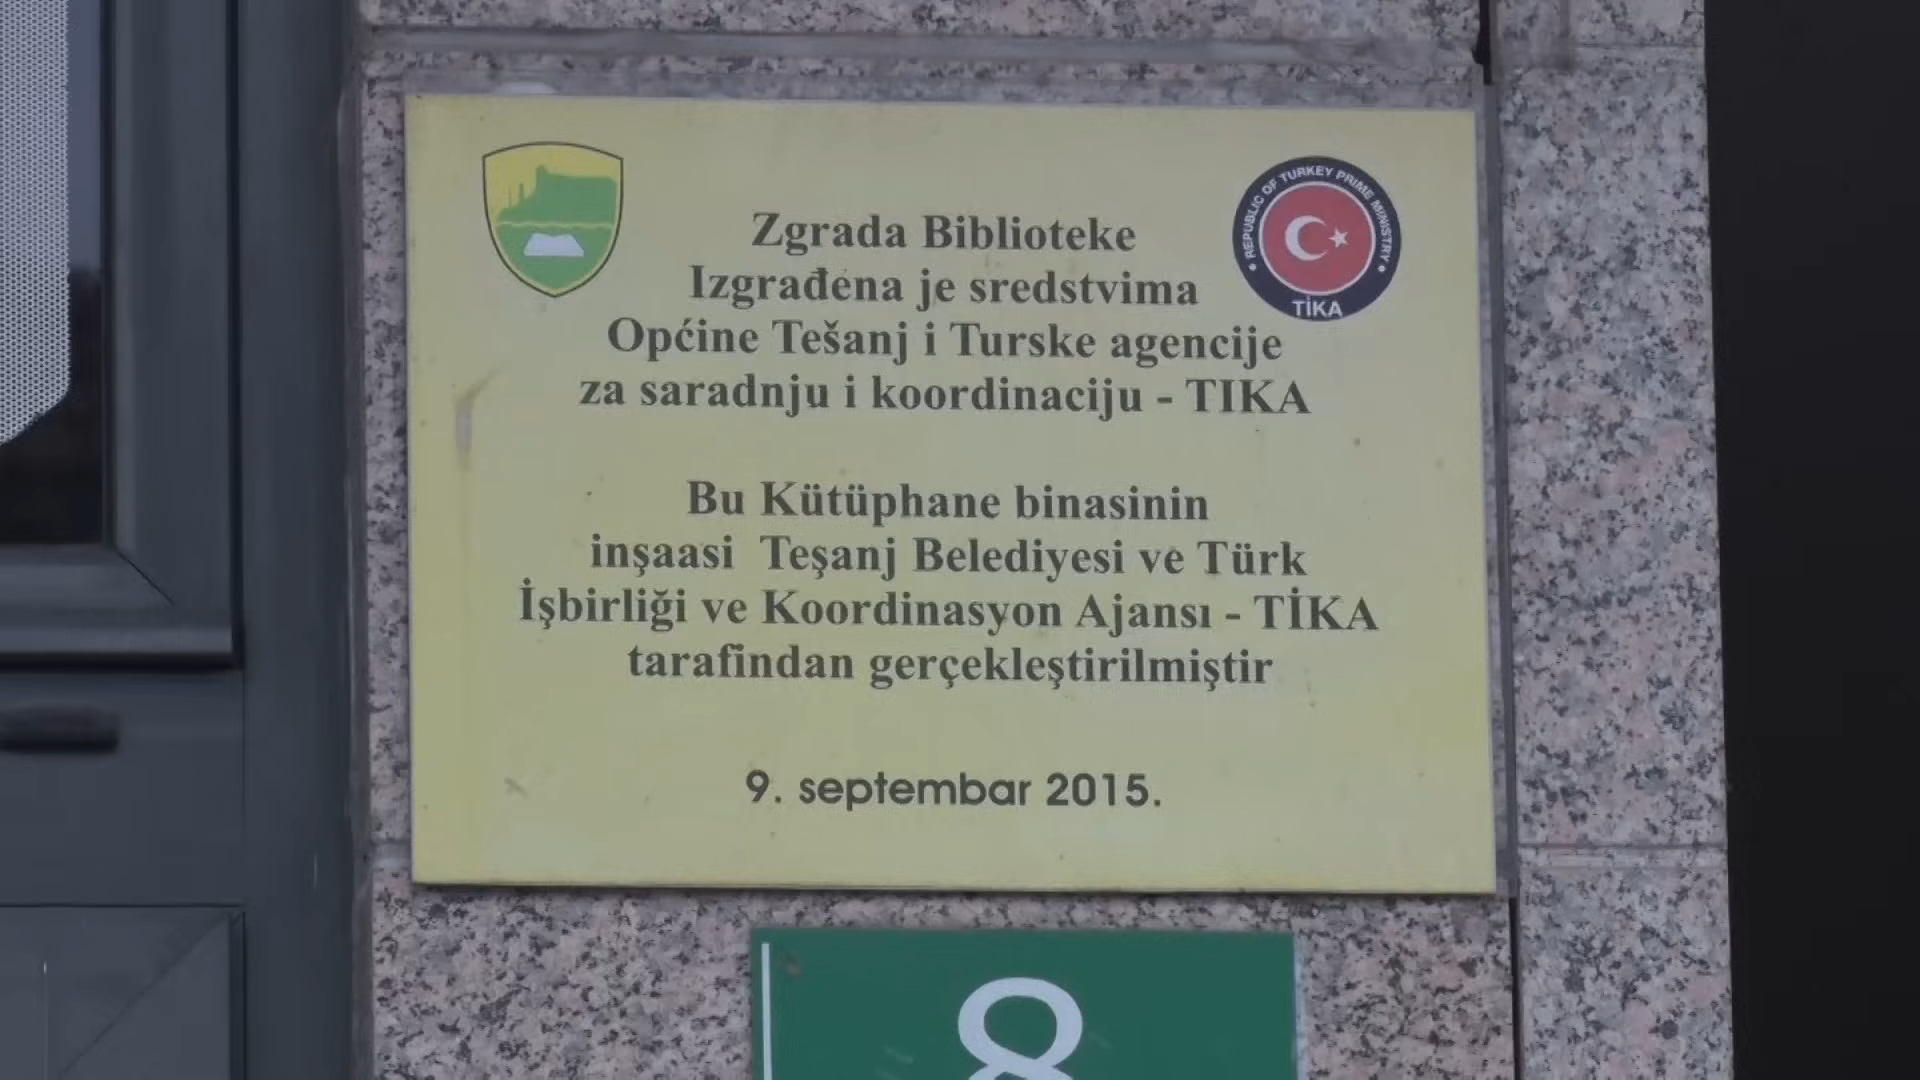 REPUBLIC OF TURKEY PRIME MINISTRY
TİKA
Zgrada Biblioteke
Izgrađena je sredstvima
Općine Tešanj i Turske agencije
za saradnju i koordinaciju - TIKA
Bu Kütüphane binasinin
inşaasi Teşanj Belediyesi ve Türk
İşbirliği ve Koordinasyon Ajansı - TİKA
tarafindan gerçekleştirilmiştir
9. septembar 2015.
8